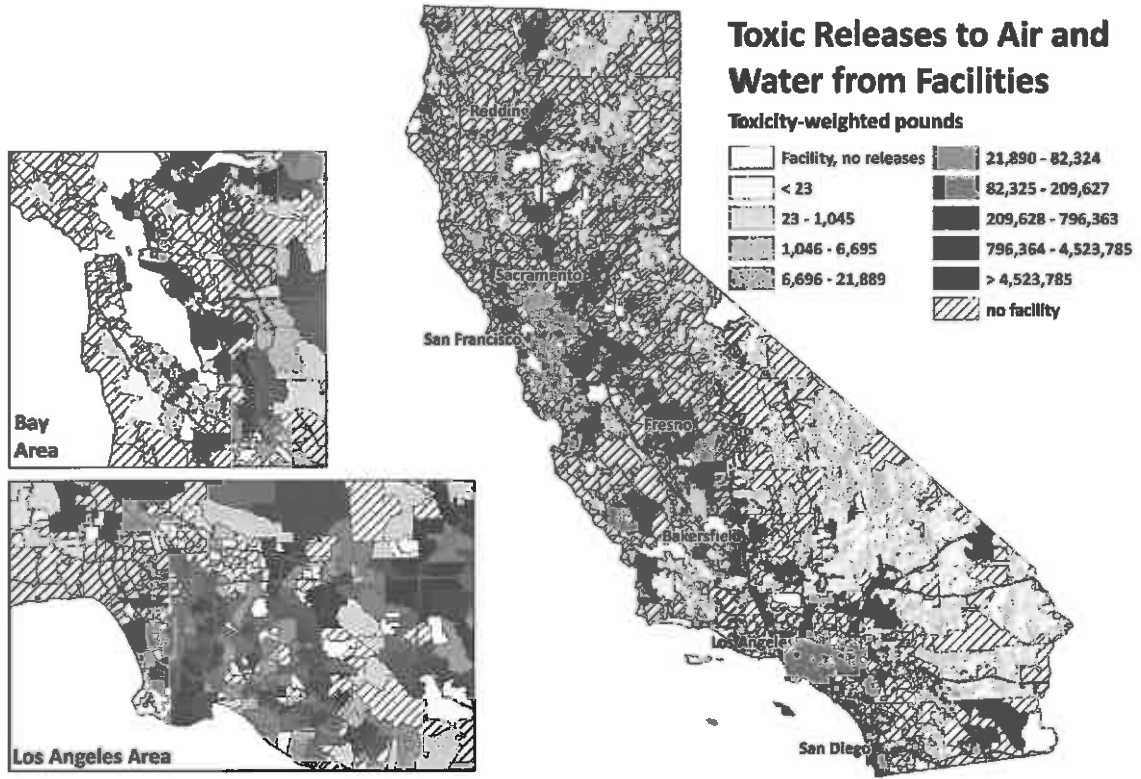 Toxic Releases to Air and
Water from Facilities
Toxicity-weighted pounds
Facility, no releases
< 23
23 - 1,045
1,046 - 6,695
6,696 - 21,889
21,890 - 82,324
82,325 - 209,627
209,628 - 796,363
796,364 - 4,523,785
> 4,523,785
no facility
Redding
Sacramento
San Francisco
Fresno
Bakersfield
Los Angeles
San Diego
Bay
Area
Los Angeles Area